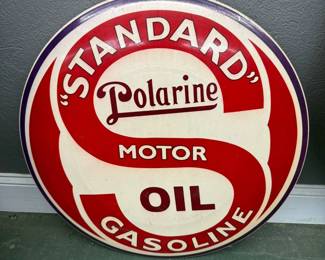 "STANDARD"
Polarine
MOTOR
OIL
GASOLINE